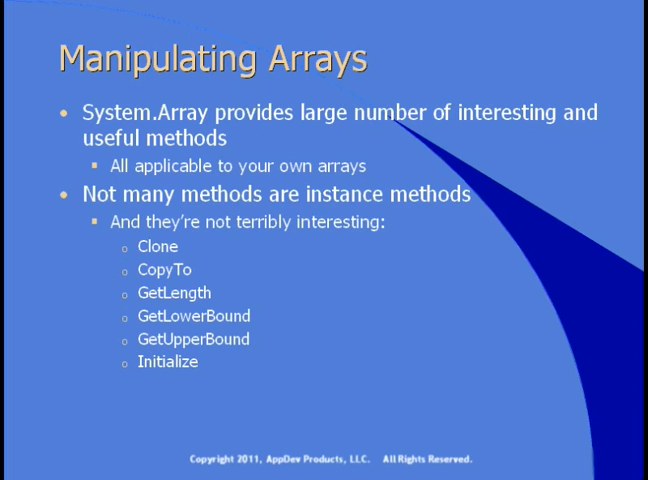 Manipulating Arrays
• System.Array provides large number of interesting and
useful methods
▪ All applicable to your own arrays
• Not many methods are instance methods
▪ And they're not terribly interesting:
o Clone
o CopyTo
o GetLength
o GetLowerBound
o GetUpperBound
o Initialize
Copyright 2011, AppDev Products, LLC. All Rights Reserved.